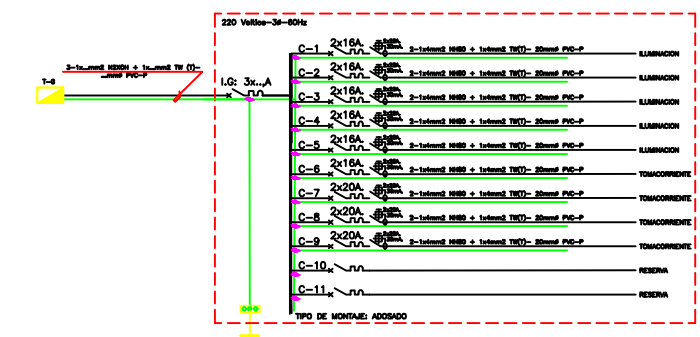 220 Voltios-3ø-60Hz
3-1x...mm2 N2XOH + 1x...mm2 TW (T)-
...mmø PVC-P
T-G
I.G: 3x..,A
C-1 2x16A. 2-1x4mm2 NH80 + 1x4mm2 TW(T)- 20mmø PVC-P ILUMINACION
C-2 2x16A. 2-1x4mm2 NH80 + 1x4mm2 TW(T)- 20mmø PVC-P ILUMINACION
C-3 2x16A. 2-1x4mm2 NH80 + 1x4mm2 TW(T)- 20mmø PVC-P ILUMINACION
C-4 2x16A. 2-1x4mm2 NH80 + 1x4mm2 TW(T)- 20mmø PVC-P ILUMINACION
C-5 2x16A. 2-1x4mm2 NH80 + 1x4mm2 TW(T)- 20mmø PVC-P ILUMINACION
C-6 2x16A. 2-1x4mm2 NH80 + 1x4mm2 TW(T)- 20mmø PVC-P TOMACORRIENTE
C-7 2x20A. 2-1x4mm2 NH80 + 1x4mm2 TW(T)- 20mmø PVC-P TOMACORRIENTE
C-8 2x20A. 2-1x4mm2 NH80 + 1x4mm2 TW(T)- 20mmø PVC-P TOMACORRIENTE
C-9 2x20A. 2-1x4mm2 NH80 + 1x4mm2 TW(T)- 20mmø PVC-P TOMACORRIENTE
C-10 RESERVA
C-11 RESERVA
TIPO DE MONTAJE: ADOSADO